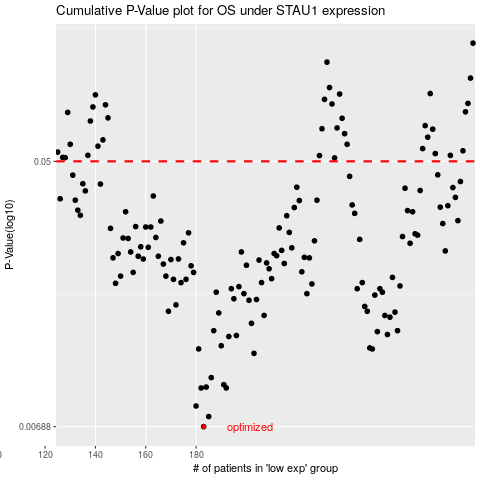 Cumulative P-Value plot for OS under STAU1 expression
P-Value(log10)
0.05
0.00688
optimized
0 120 140 160 180
# of patients in 'low exp' group